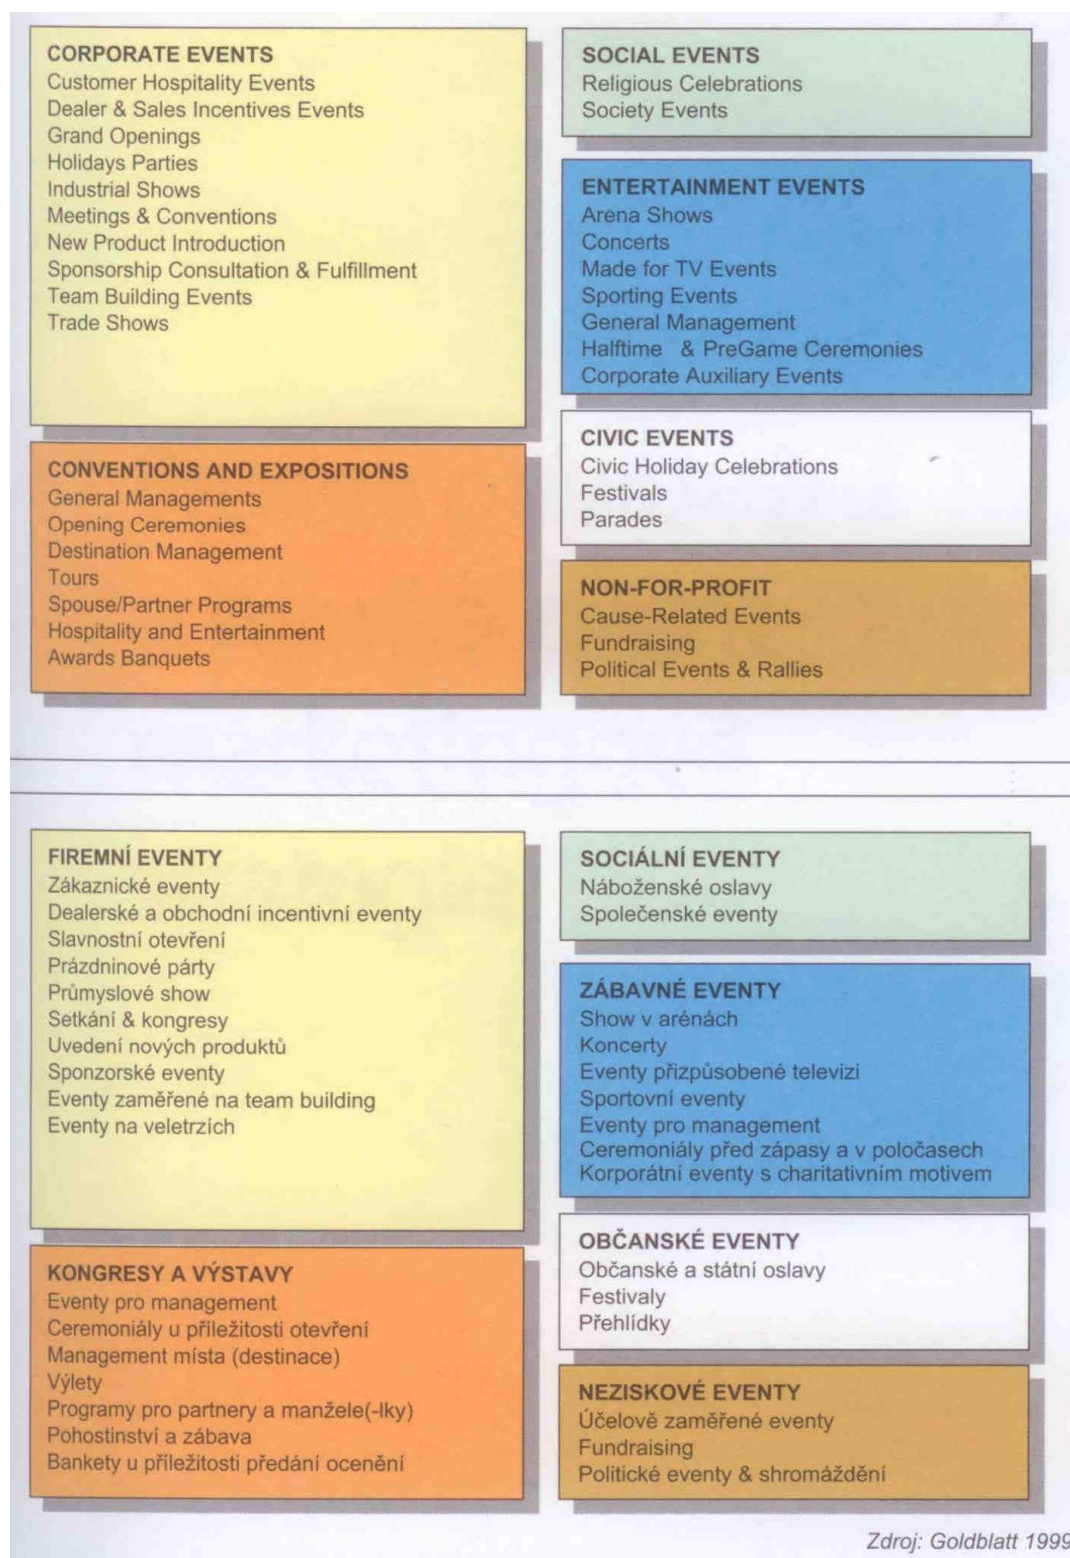 CORPORATE EVENTS
Customer Hospitality Events
Dealer & Sales Incentives Events
Grand Openings
Holidays Parties
Industrial Shows
Meetings & Conventions
New Product Introduction
Sponsorship Consultation & Fulfillment
Team Building Events
Trade Shows
CONVENTIONS AND EXPOSITIONS
General Managements
Opening Ceremonies
Destination Management
Tours
Spouse/Partner Programs
Hospitality and Entertainment
Awards Banquets
SOCIAL EVENTS
Religious Celebrations
Society Events
ENTERTAINMENT EVENTS
Arena Shows
Concerts
Made for TV Events
Sporting Events
General Management
Halftime & PreGame Ceremonies
Corporate Auxiliary Events
CIVIC EVENTS
Civic Holiday Celebrations
Festivals
Parades
NON-FOR-PROFIT
Cause-Related Events
Fundraising
Political Events & Rallies
FIREMNÍ EVENTY
Zákaznické eventy
Dealerské a obchodní incentivní eventy
Slavnostní otevření
Prázdninové párty
Průmyslové show
Setkání & kongresy
Uvedení nových produktů
Sponzorské eventy
Eventy zaměřené na team building
Eventy na veletrzích
KONGRESY A VÝSTAVY
Eventy pro management
Ceremoniály u příležitosti otevření
Management místa (destinace)
Výlety
Programy pro partnery a manžele(-lky)
Pohostinství a zábava
Bankety u příležitosti předání ocenění
SOCIÁLNÍ EVENTY
Náboženské oslavy
Společenské eventy
ZÁBAVNÉ EVENTY
Show v arénách
Koncerty
Eventy přizpůsobené televizi
Sportovní eventy
Eventy pro management
Ceremoniály před zápasy a v poločasech
Korporátní eventy s charitativním motivem
OBČANSKÉ EVENTY
Občanské a státní oslavy
Festivaly
Přehlídky
NEZISKOVÉ EVENTY
Účelově zaměřené eventy
Fundraising
Politické eventy & shromáždění
Zdroj: Goldblatt 1999